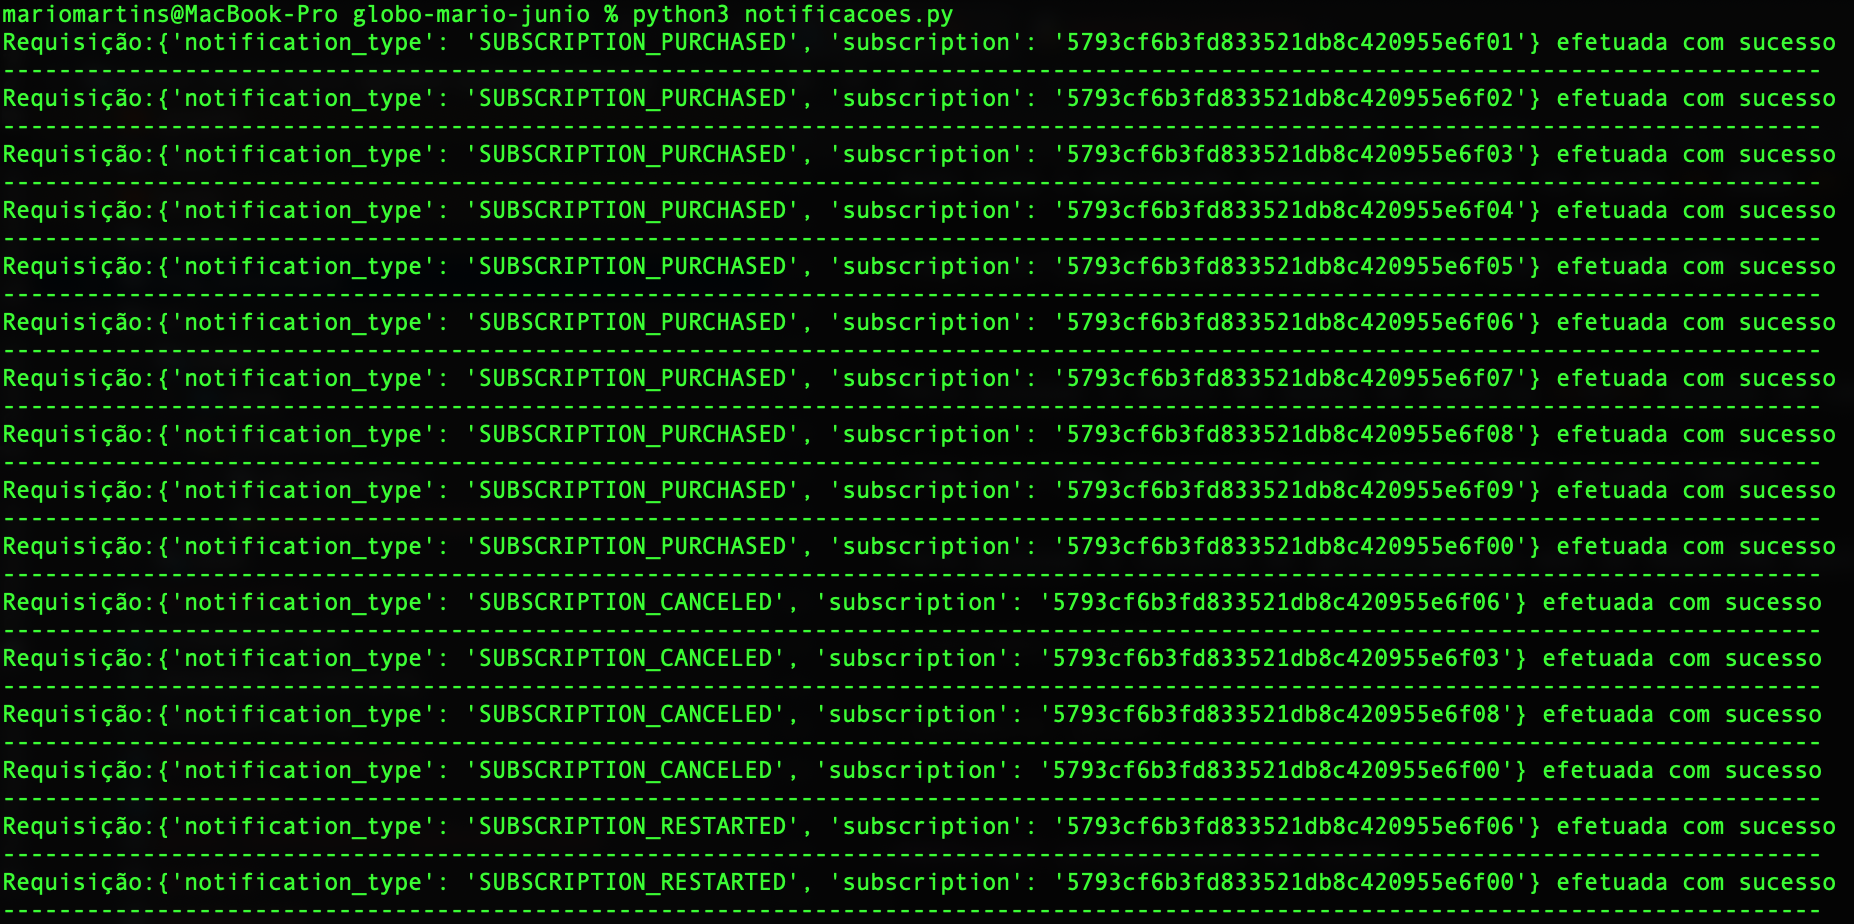 mariomartins@MacBook-Pro globo-mario-junio % python3 notificacoes.py
Requisição:{'notification_type': 'SUBSCRIPTION_PURCHASED', 'subscription': '5793cf6b3fd833521db8c420955e6f01'} efetuada com sucesso
----------------------------------------------------------------------------------------------------------------------------------
Requisição:{'notification_type': 'SUBSCRIPTION_PURCHASED', 'subscription': '5793cf6b3fd833521db8c420955e6f02'} efetuada com sucesso
----------------------------------------------------------------------------------------------------------------------------------
Requisição:{'notification_type': 'SUBSCRIPTION_PURCHASED', 'subscription': '5793cf6b3fd833521db8c420955e6f03'} efetuada com sucesso
----------------------------------------------------------------------------------------------------------------------------------
Requisição:{'notification_type': 'SUBSCRIPTION_PURCHASED', 'subscription': '5793cf6b3fd833521db8c420955e6f04'} efetuada com sucesso
----------------------------------------------------------------------------------------------------------------------------------
Requisição:{'notification_type': 'SUBSCRIPTION_PURCHASED', 'subscription': '5793cf6b3fd833521db8c420955e6f05'} efetuada com sucesso
----------------------------------------------------------------------------------------------------------------------------------
Requisição:{'notification_type': 'SUBSCRIPTION_PURCHASED', 'subscription': '5793cf6b3fd833521db8c420955e6f06'} efetuada com sucesso
----------------------------------------------------------------------------------------------------------------------------------
Requisição:{'notification_type': 'SUBSCRIPTION_PURCHASED', 'subscription': '5793cf6b3fd833521db8c420955e6f07'} efetuada com sucesso
----------------------------------------------------------------------------------------------------------------------------------
Requisição:{'notification_type': 'SUBSCRIPTION_PURCHASED', 'subscription': '5793cf6b3fd833521db8c420955e6f08'} efetuada com sucesso
----------------------------------------------------------------------------------------------------------------------------------
Requisição:{'notification_type': 'SUBSCRIPTION_PURCHASED', 'subscription': '5793cf6b3fd833521db8c420955e6f09'} efetuada com sucesso
----------------------------------------------------------------------------------------------------------------------------------
Requisição:{'notification_type': 'SUBSCRIPTION_PURCHASED', 'subscription': '5793cf6b3fd833521db8c420955e6f00'} efetuada com sucesso
----------------------------------------------------------------------------------------------------------------------------------
Requisição:{'notification_type': 'SUBSCRIPTION_CANCELED', 'subscription': '5793cf6b3fd833521db8c420955e6f06'} efetuada com sucesso
----------------------------------------------------------------------------------------------------------------------------------
Requisição:{'notification_type': 'SUBSCRIPTION_CANCELED', 'subscription': '5793cf6b3fd833521db8c420955e6f03'} efetuada com sucesso
----------------------------------------------------------------------------------------------------------------------------------
Requisição:{'notification_type': 'SUBSCRIPTION_CANCELED', 'subscription': '5793cf6b3fd833521db8c420955e6f08'} efetuada com sucesso
----------------------------------------------------------------------------------------------------------------------------------
Requisição:{'notification_type': 'SUBSCRIPTION_CANCELED', 'subscription': '5793cf6b3fd833521db8c420955e6f00'} efetuada com sucesso
----------------------------------------------------------------------------------------------------------------------------------
Requisição:{'notification_type': 'SUBSCRIPTION_RESTARTED', 'subscription': '5793cf6b3fd833521db8c420955e6f06'} efetuada com sucesso
----------------------------------------------------------------------------------------------------------------------------------
Requisição:{'notification_type': 'SUBSCRIPTION_RESTARTED', 'subscription': '5793cf6b3fd833521db8c420955e6f00'} efetuada com sucesso
----------------------------------------------------------------------------------------------------------------------------------